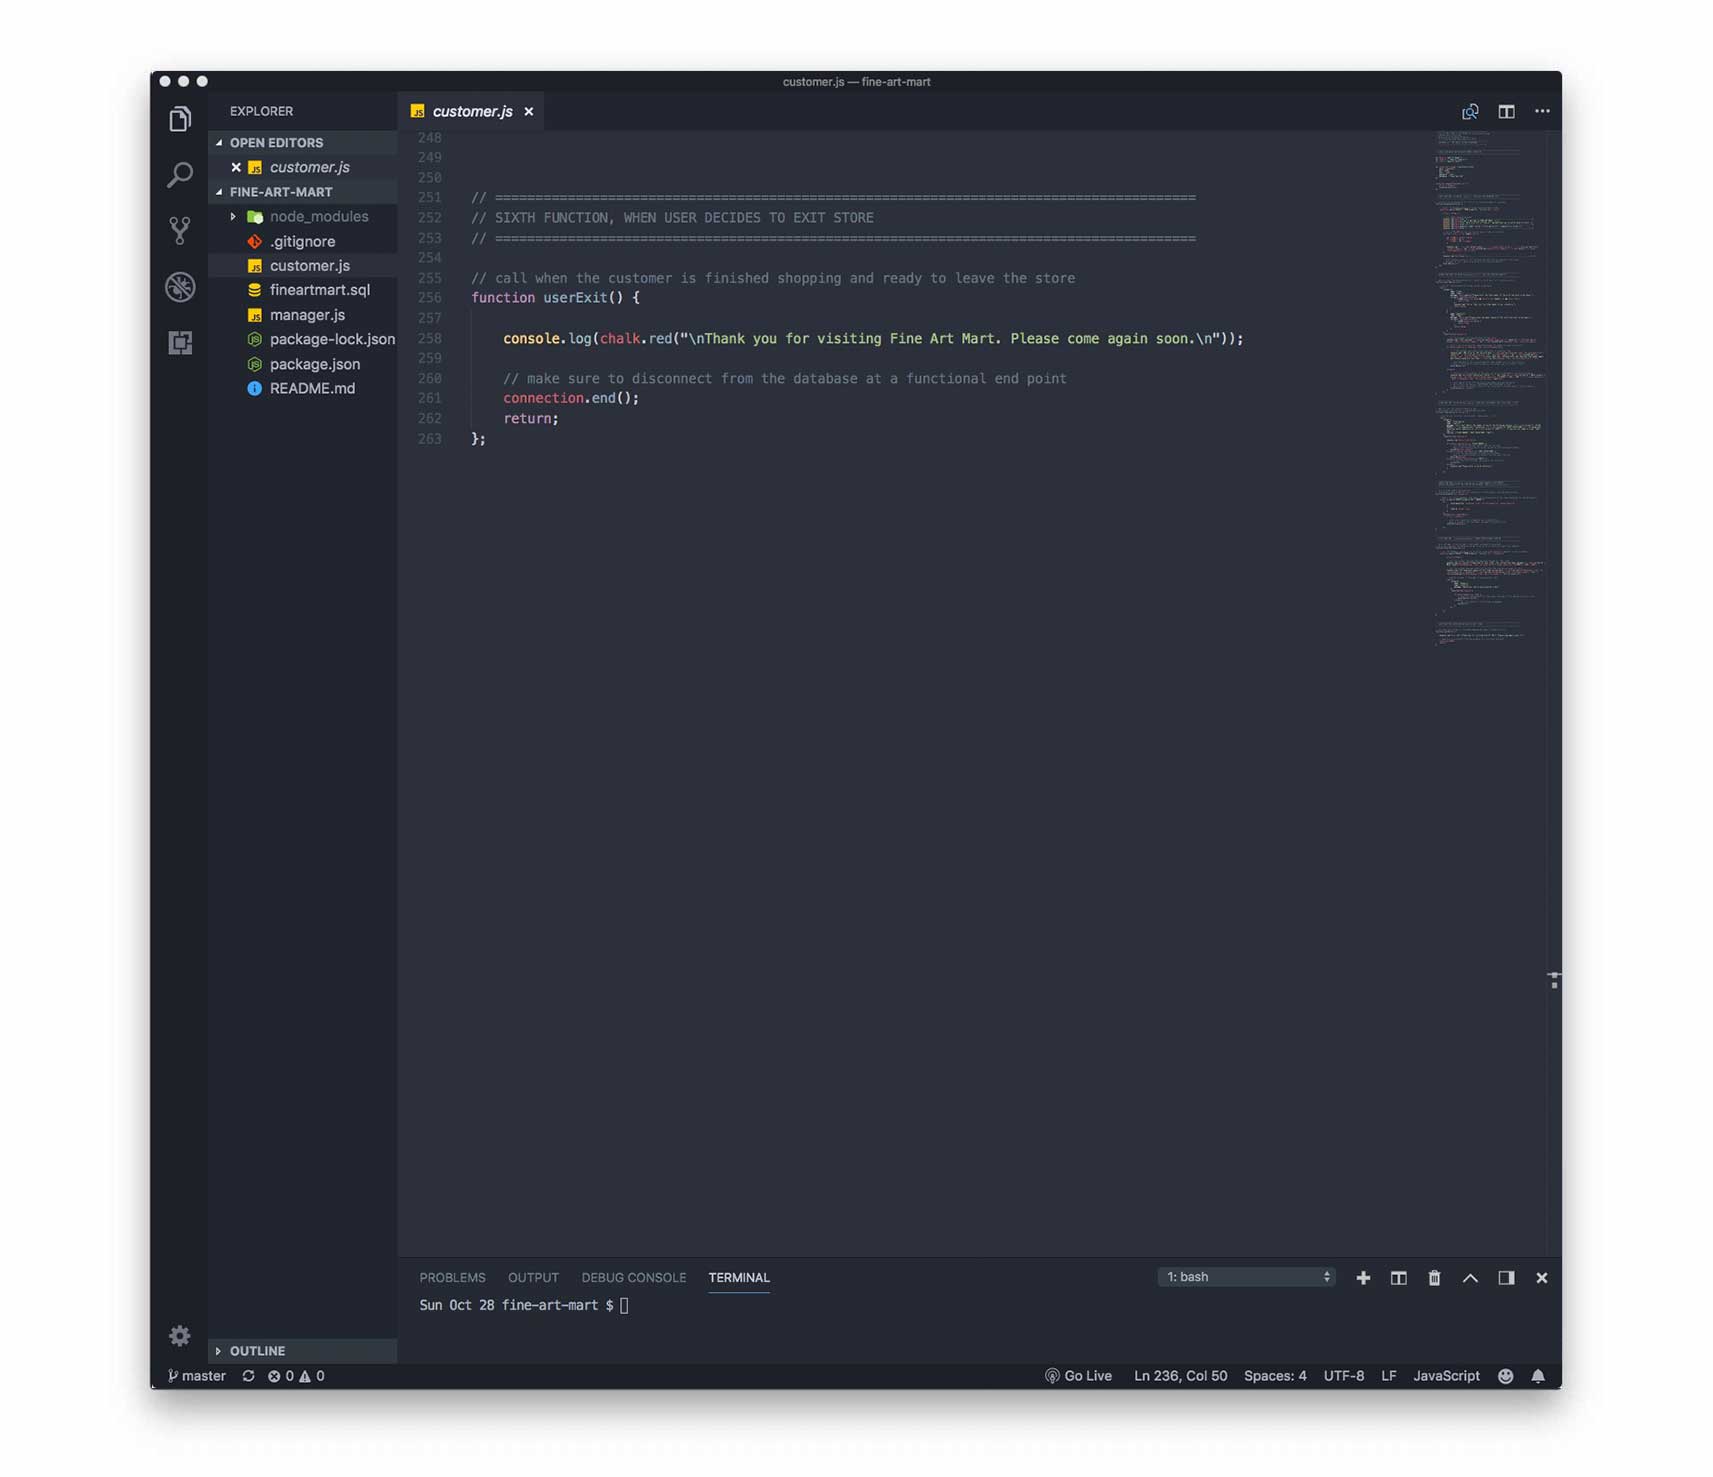 customer.js — fine-art-mart
EXPLORER
customer.js
OPEN EDITORS
customer.js
FINE-ART-MART
node_modules
.gitignore
customer.js
fineartmart.sql
manager.js
package-lock.json
package.json
README.md
248
249
250
251 // =======================================================================================
252 // SIXTH FUNCTION, WHEN USER DECIDES TO EXIT STORE
253 // =======================================================================================
254
255 // call when the customer is finished shopping and ready to leave the store
256 function userExit() {
257
258 console.log(chalk.red("\nThank you for visiting Fine Art Mart. Please come again soon.\n"));
259
260 // make sure to disconnect from the database at a functional end point
261 connection.end();
262 return;
263 };
PROBLEMS OUTPUT DEBUG CONSOLE TERMINAL 1: bash
Sun Oct 28 fine-art-mart $
OUTLINE
master 0 0 Go Live Ln 236, Col 50 Spaces: 4 UTF-8 LF JavaScript